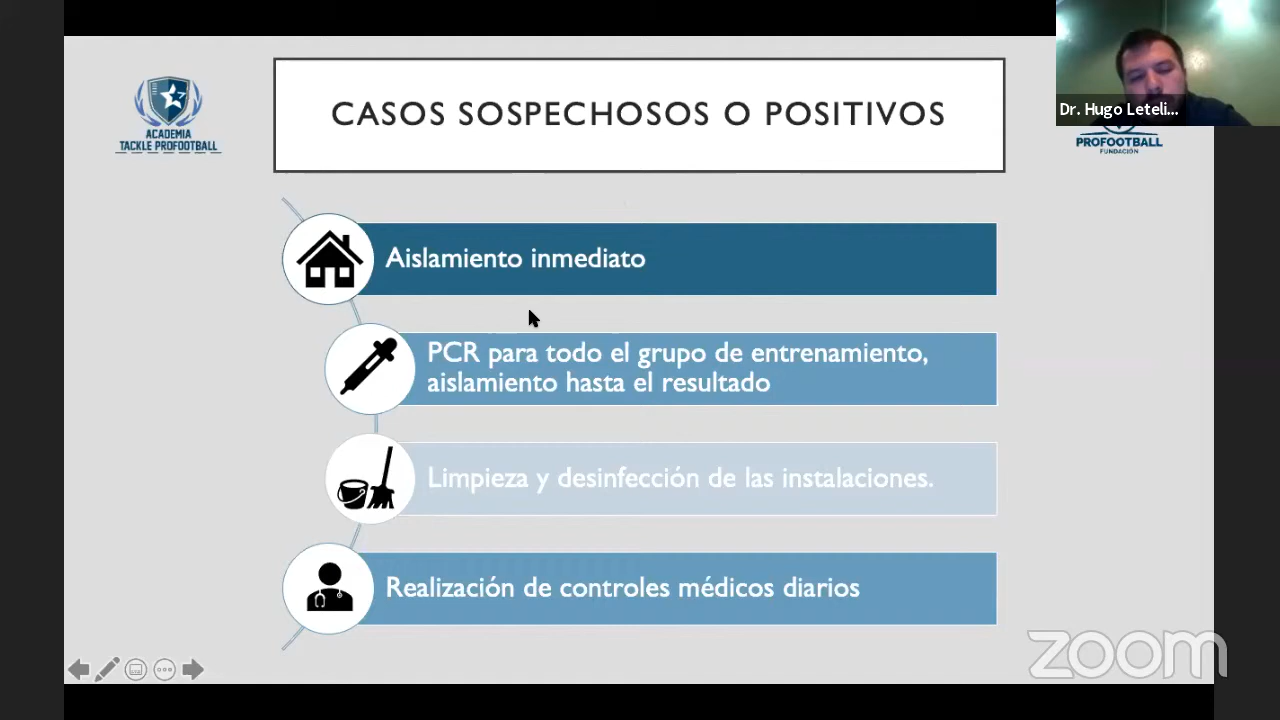 CASOS SOSPECHOSOS O POSITIVOS
Dr. Hugo Leteli...
ACADEMIA
TACKLE PROFOOTBALL
PROFOOTBALL
FUNDACIÓN
Aislamiento inmediato
PCR para todo el grupo de entrenamiento,
aislamiento hasta el resultado
Limpieza y desinfección de las instalaciones.
Realización de controles médicos diarios
zoom